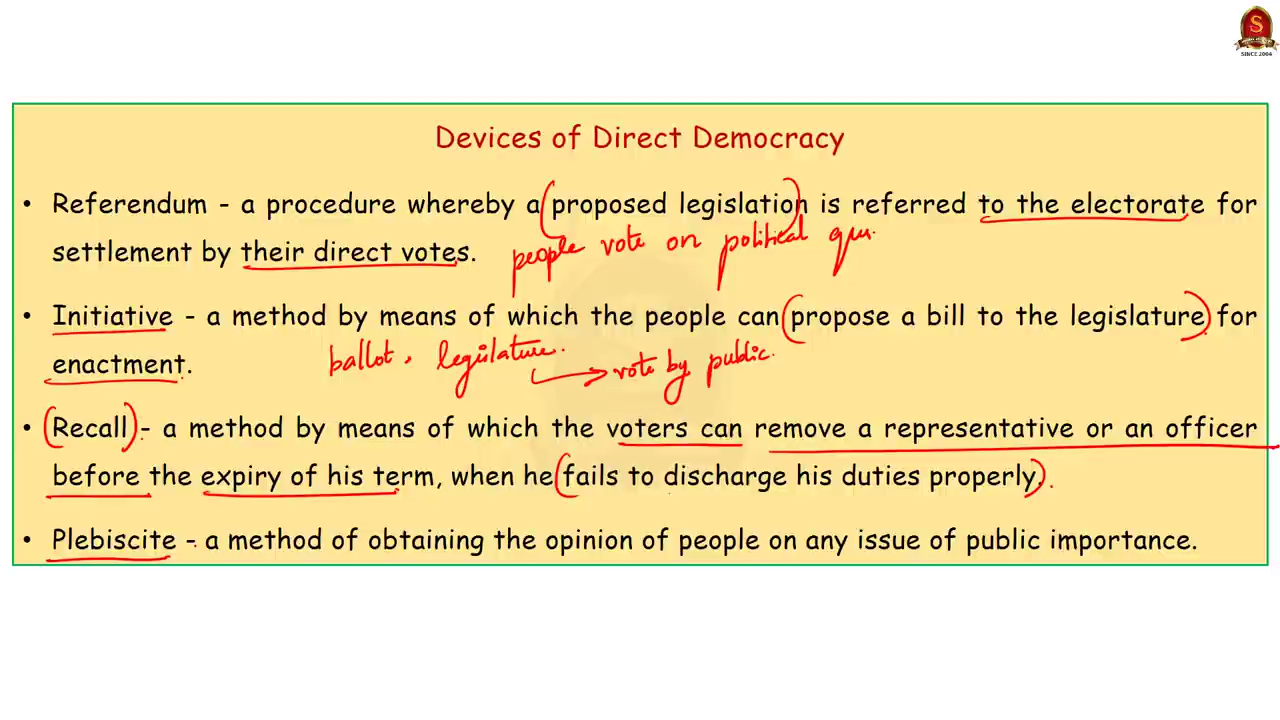 S
SINCE 2004
Devices of Direct Democracy
• Referendum - a procedure whereby a (proposed legislation) is referred to the electorate for
settlement by their direct votes.
people vote on political
• Initiative - a method by means of which the people can (propose a bill to the legislature) for
enactment.
ballot, legislature.
→ vote by public.
• (Recall) - a method by means of which the voters can remove a representative or an officer
before the expiry of his term, when he (fails to discharge his duties properly.)
• Plebiscite - a method of obtaining the opinion of people on any issue of public importance.